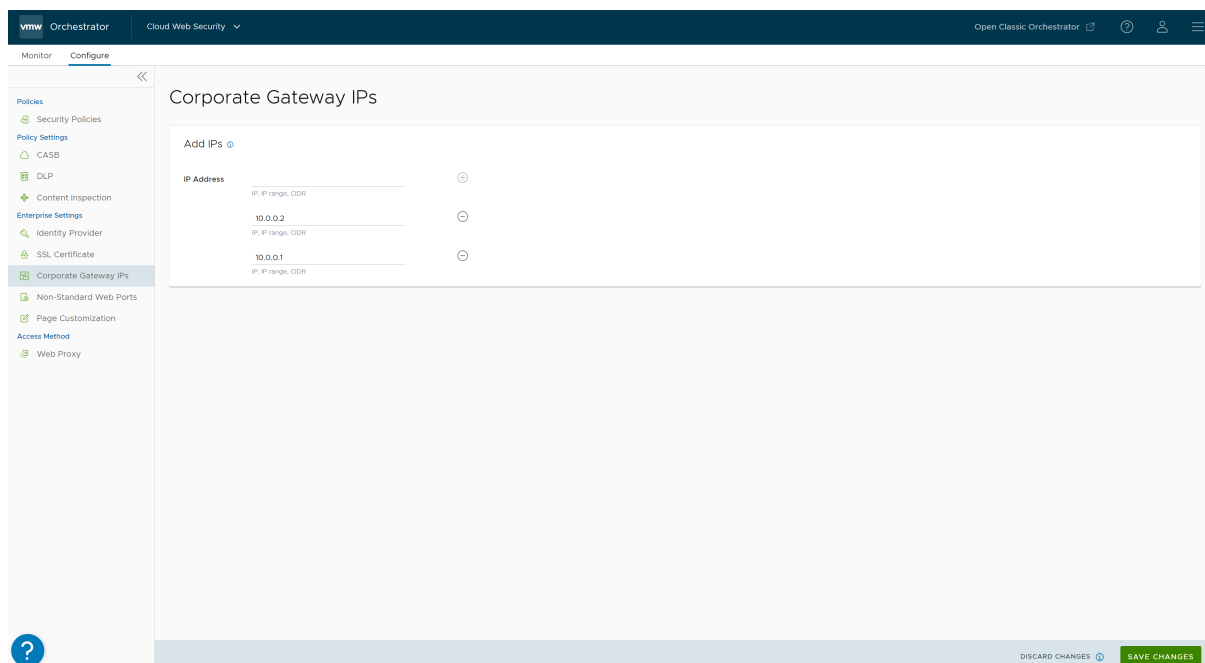 vmw Orchestrator Cloud Web Security Open Classic Orchestrator
Monitor Configure
Policies
Security Policies
Policy Settings
CASB
DLP
Content Inspection
Enterprise Settings
Identity Provider
SSL Certificate
Corporate Gateway IPs
Non-Standard Web Ports
Page Customization
Access Method
Web Proxy
Corporate Gateway IPs
Add IPs
IP Address
IP, IP range, CIDR
10.0.0.2
IP, IP range, CIDR
10.0.0.1
IP, IP range, CIDR
?
DISCARD CHANGES SAVE CHANGES